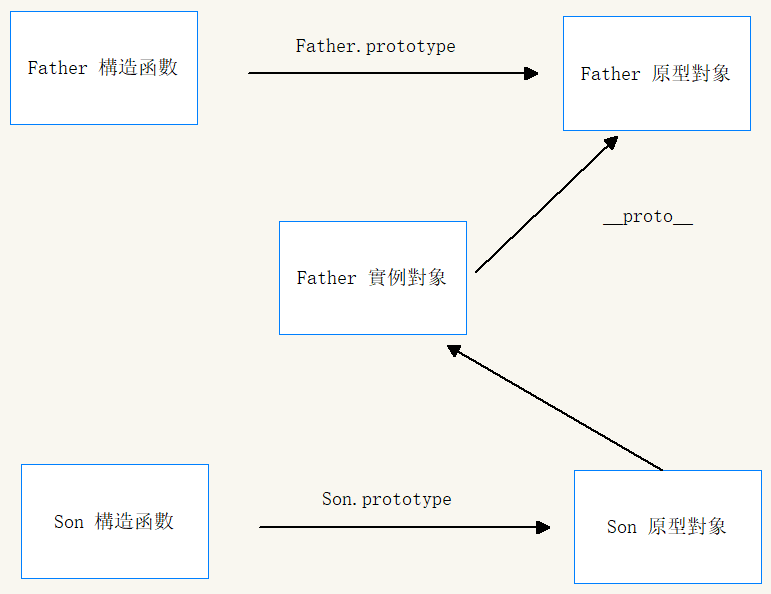 Father 構造函數
Father.prototype
Father 原型對象
__proto__
Father 實例對象
Son 構造函數
Son.prototype
Son 原型對象